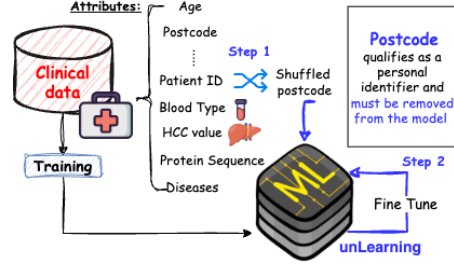 Attributes:
Age
Postcode
Step 1
Patient ID
Shuffled
postcode
Blood Type
HCC value
Protein Sequence
Diseases
Clinical
data
Training
Postcode
qualifies as a
personal
identifier and
must be removed
from the model
Step 2
ML
Fine Tune
unLearning